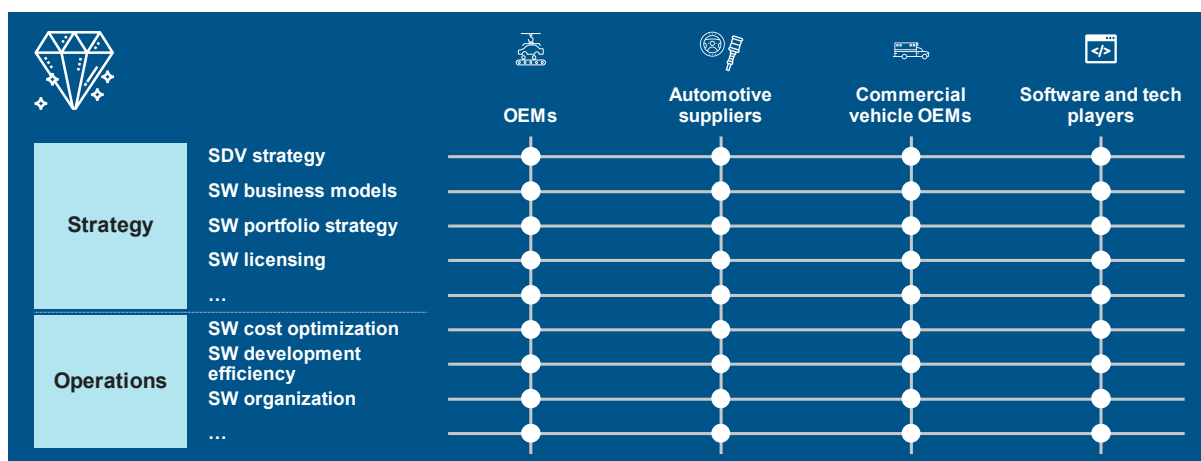 </>
OEMs
Automotive
suppliers
Commercial
vehicle OEMs
Software and tech
players
Strategy
SDV strategy
SW business models
SW portfolio strategy
SW licensing
…
Operations
SW cost optimization
SW development
efficiency
SW organization
…